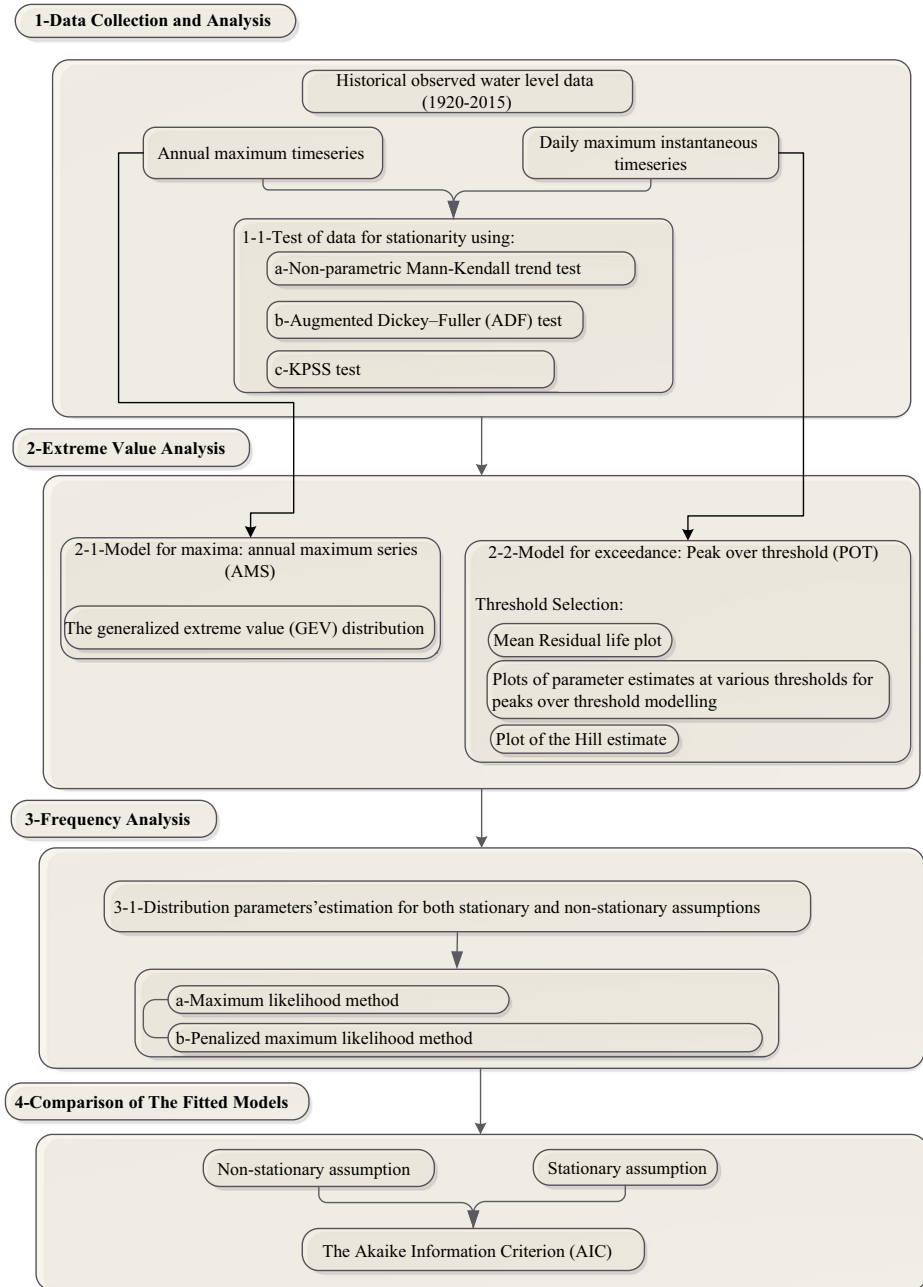 1-Data Collection and Analysis
Historical observed water level data
(1920-2015)
Annual maximum timeseries
Daily maximum instantaneous
timeseries
1-1-Test of data for stationarity using:
a-Non-parametric Mann-Kendall trend test
b-Augmented Dickey–Fuller (ADF) test
c-KPSS test
2-Extreme Value Analysis
2-1-Model for maxima: annual maximum series
(AMS)
The generalized extreme value (GEV) distribution
2-2-Model for exceedance: Peak over threshold (POT)
Threshold Selection:
Mean Residual life plot
Plots of parameter estimates at various thresholds for
peaks over threshold modelling
Plot of the Hill estimate
3-Frequency Analysis
3-1-Distribution parameters’estimation for both stationary and non-stationary assumptions
a-Maximum likelihood method
b-Penalized maximum likelihood method
4-Comparison of The Fitted Models
Non-stationary assumption
Stationary assumption
The Akaike Information Criterion (AIC)